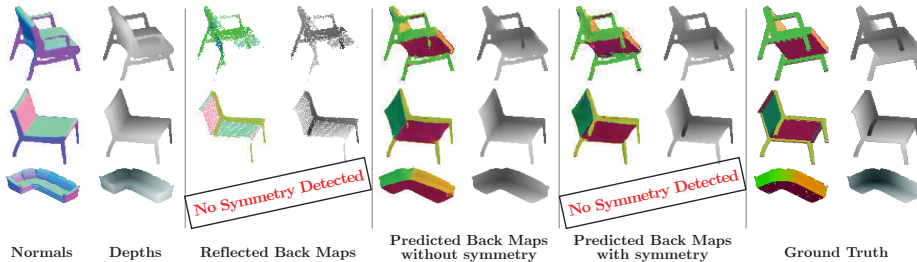 No Symmetry Detected
No Symmetry Detected
Normals
Depths
Reflected Back Maps
Predicted Back Maps
without symmetry
Predicted Back Maps
with symmetry
Ground Truth